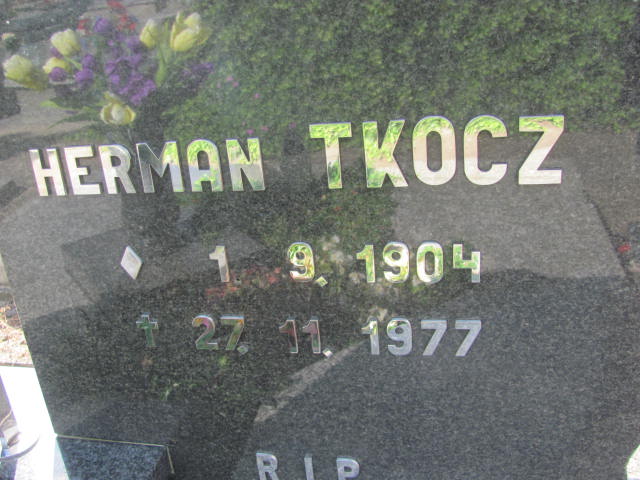 HERMAN TKOCZ
♦ 1. 9. 1904
✝ 27. 11. 1977
R.I.P.